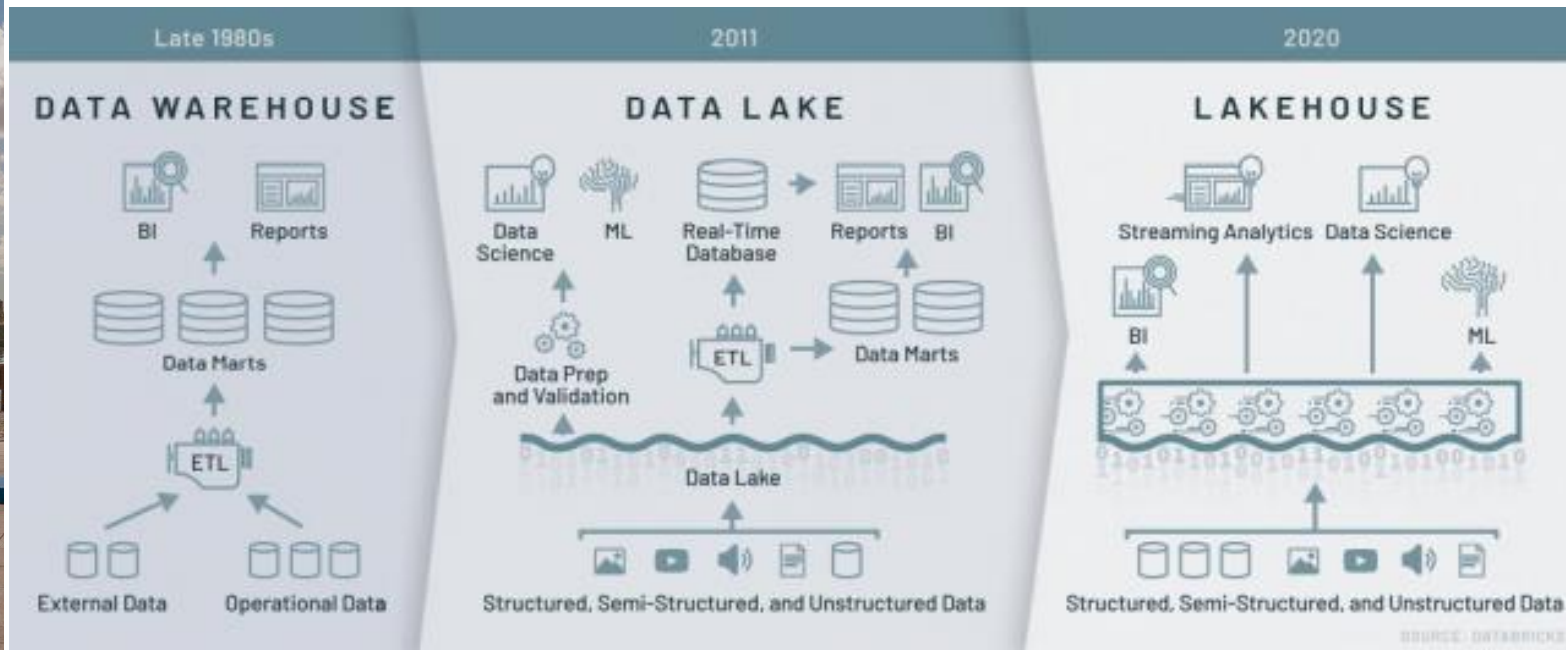 Late 1980s
DATA WAREHOUSE
BI
Reports
Data Marts
ETL
External Data
Operational Data
2011
DATA LAKE
Data
Science
ML
Real-Time
Database
Reports
BI
Data Prep
and Validation
ETL
Data Marts
Data Lake
Structured, Semi-Structured, and Unstructured Data
2020
LAKEHOUSE
Streaming Analytics
Data Science
BI
ML
Structured, Semi-Structured, and Unstructured Data
SOURCE: DATABRICKS